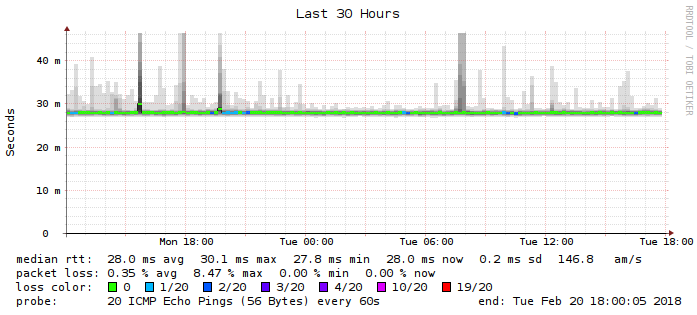 Last 30 Hours
RRDTOOL / TOBI OETIKER
Seconds
40 m
30 m
20 m
10 m
0
Mon 18:00 Tue 00:00 Tue 06:00 Tue 12:00 Tue 18:00
median rtt: 28.0 ms avg 30.1 ms max 27.8 ms min 28.0 ms now 0.2 ms sd 146.8 am/s
packet loss: 0.35 % avg 8.47 % max 0.00 % min 0.00 % now
loss color: 0 1/20 2/20 3/20 4/20 10/20 19/20
probe: 20 ICMP Echo Pings (56 Bytes) every 60s end: Tue Feb 20 18:00:05 2018